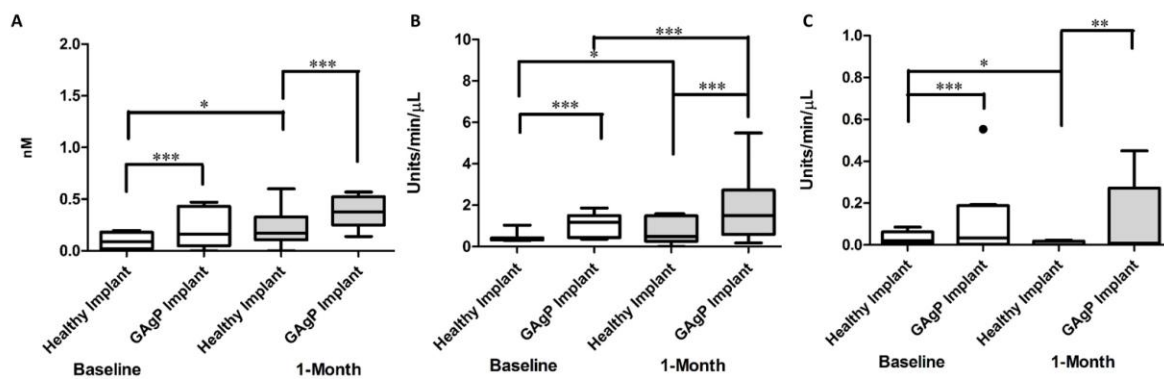 A
nM
2.0
1.5
1.0
0.5
0.0
*
***
***
Healthy Implant
GAgP Implant
Healthy Implant
GAgP Implant
Baseline
1-Month
B
Units/min/μL
10
8
6
4
2
0
***
*
***
***
Healthy Implant
GAgP Implant
Healthy Implant
GAgP Implant
Baseline
1-Month
C
Units/min/μL
1.0
0.8
0.6
0.4
0.2
0.0
**
*
***
Healthy Implant
GAgP Implant
Healthy Implant
GAgP Implant
Baseline
1-Month